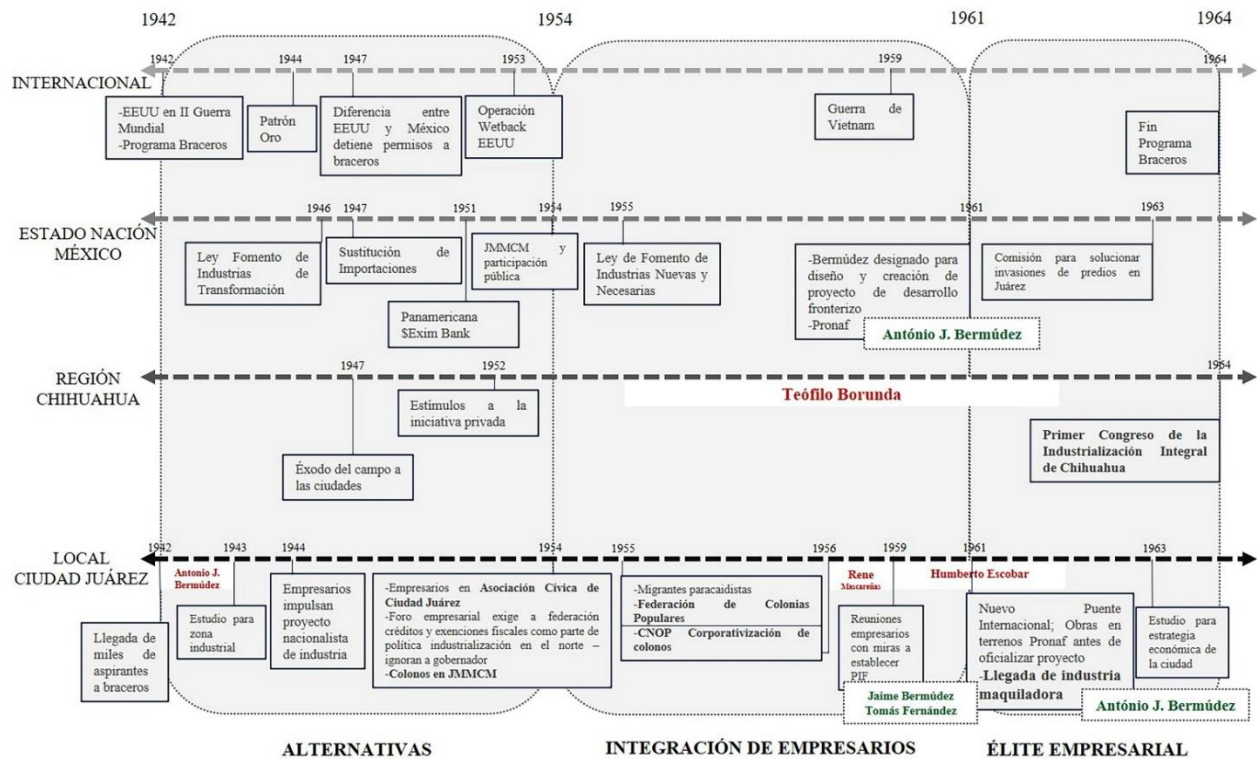 1942
1954
1961
1964
INTERNACIONAL
1942
1944
1947
1953
1959
1964
-EEUU en II Guerra
Mundial
-Programa Braceros
Patrón
Oro
Diferencia entre
EEUU y México
detiene permisos a
braceros
Operación
Wetback
EEUU
Guerra de
Vietnam
Fin
Programa
Braceros
ESTADO NACIÓN
MÉXICO
1946
1947
1951
1954
1955
1961
1963
Ley Fomento de
Industrias de
Transformación
Sustitución de
Importaciones
Panamericana
$Exim Bank
JMMCM y
participación
pública
Ley de Fomento de
Industrias Nuevas y
Necesarias
-Bermúdez designado para
diseño y creación de
proyecto de desarrollo
fronterizo
-Pronaf
António J. Bermúdez
Comisión para solucionar
invasiones de predios en
Juárez
REGIÓN
CHIHUAHUA
1947
1952
1964
Éxodo del campo a
las ciudades
Estímulos a la
iniciativa privada
Teófilo Borunda
Primer Congreso de la
Industrialización Integral
de Chihuahua
LOCAL
CIUDAD JUÁREZ
1942
1943
1944
1954
1955
1956
1959
1961
1963
Llegada de
miles de
aspirantes
a braceros
Antonio J.
Bermúdez
Estudio para
zona
industrial
Empresarios
impulsan
proyecto
nacionalista
de industria
-Empresarios en Asociación Cívica de
Ciudad Juárez
-Foro empresarial exige a federación
créditos y exenciones fiscales como parte de
política industrialización en el norte –
ignoran a gobernador
-Colonos en JMMCM
-Migrantes paracaidistas
-Federación de Colonias
Populares
-CNOP Corporativización de
colonos
Rene
Mascareñas
Reuniones
empresarios
con miras a
establecer
PIF
Jaime Bermúdez
Tomás Fernández
Humberto Escobar
Nuevo Puente
Internacional; Obras en
terrenos Pronaf antes de
oficializar proyecto
-Llegada de industria
maquiladora
Estudio para
estrategia
económica de
la ciudad
António J. Bermúdez
ALTERNATIVAS
INTEGRACIÓN DE EMPRESARIOS
ÉLITE EMPRESARIAL